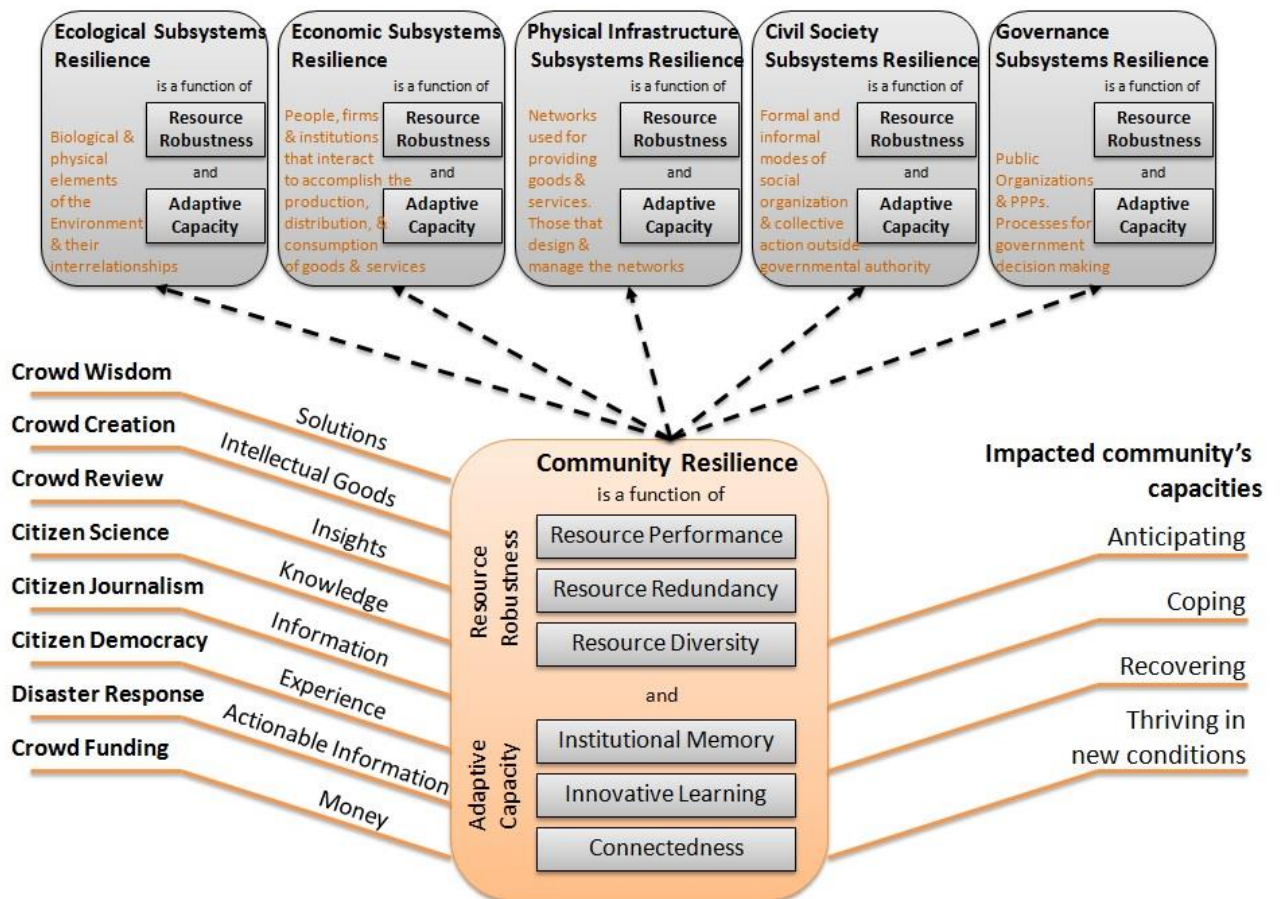 Ecological Subsystems
Resilience
is a function of
Resource
Robustness
and
Adaptive
Capacity
Biological &
physical
elements
of the
Environment
& their
interrelationships
Economic Subsystems
Resilience
is a function of
People, firms
& institutions
that interact
to accomplish the
production,
distribution, &
consumption
of goods & services
Resource
Robustness
and
Adaptive
Capacity
Physical Infrastructure
Subsystems Resilience
is a function of
Networks
used for
providing
goods &
services.
Those that
design &
manage the networks
Resource
Robustness
and
Adaptive
Capacity
Civil Society
Subsystems Resilience
is a function of
Formal and
informal
modes of
social
organization
& collective
action outside
governmental authority
Resource
Robustness
and
Adaptive
Capacity
Governance
Subsystems Resilience
is a function of
Public
Organizations
& PPPs.
Processes for
government
decision making
Resource
Robustness
and
Adaptive
Capacity
Crowd Wisdom
Solutions
Crowd Creation
Intellectual Goods
Crowd Review
Insights
Citizen Science
Knowledge
Citizen Journalism
Information
Citizen Democracy
Experience
Disaster Response
Actionable Information
Crowd Funding
Money
Community Resilience
is a function of
Resource
Robustness
Resource Performance
Resource Redundancy
Resource Diversity
and
Adaptive
Capacity
Institutional Memory
Innovative Learning
Connectedness
Impacted community's
capacities
Anticipating
Coping
Recovering
Thriving in
new conditions